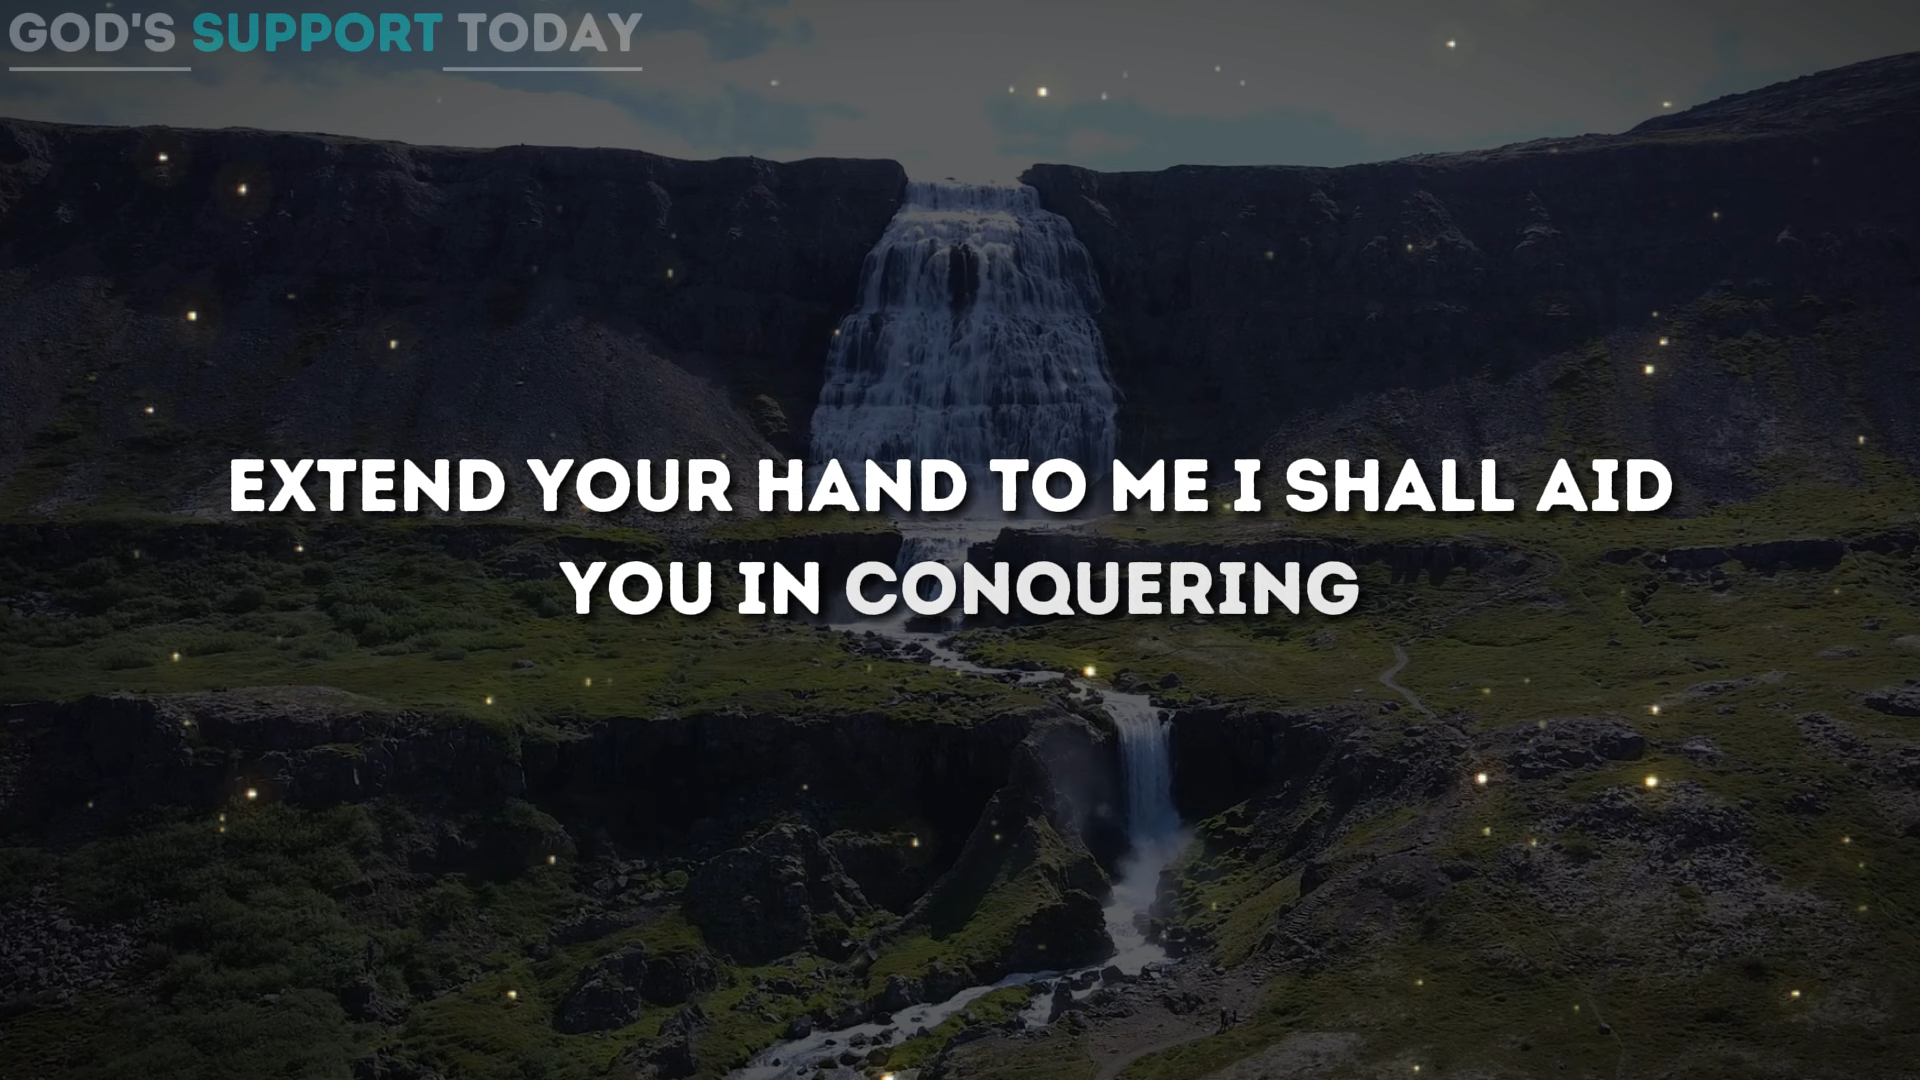 GOD'S SUPPORT TODAY
EXTEND YOUR HAND TO ME I SHALL AID
YOU IN CONQUERING